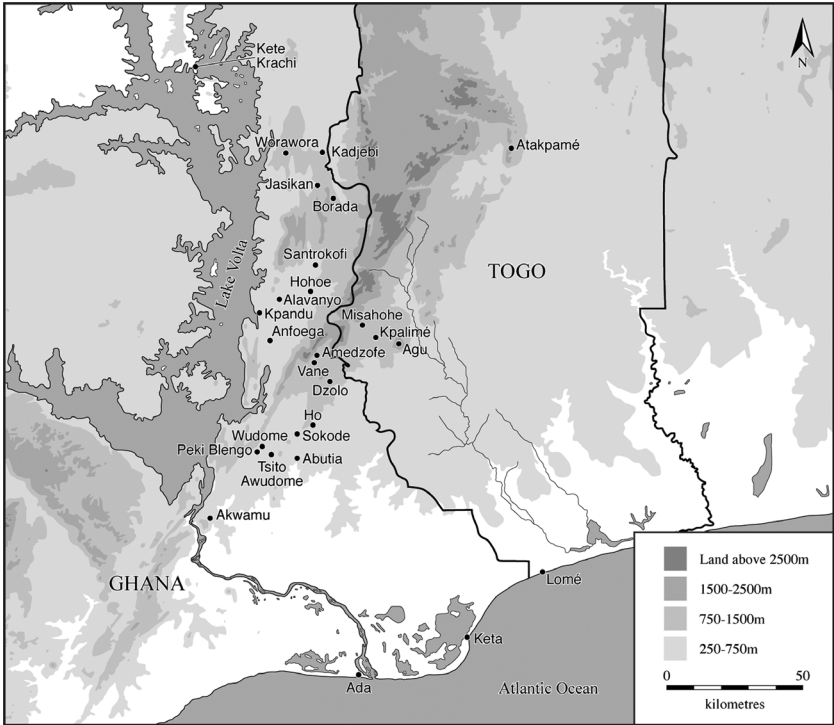 Kete
Krachi
N
Worawora
Kadjebi
Atakpamé
Jasikan
Borada
Lake Volta
Santrokofi
TOGO
Hohoe
Alavanyo
Kpandu
Misahohe
Anfoega
Kpalimé
Agu
Amedzofe
Vane
Dzolo
Ho
Wudome
Sokode
Peki Blengo
Tsito
Abutia
Awudome
Akwamu
GHANA
Lomé
Keta
Ada
Atlantic Ocean
Land above 2500m
1500-2500m
750-1500m
250-750m
0 50
kilometres